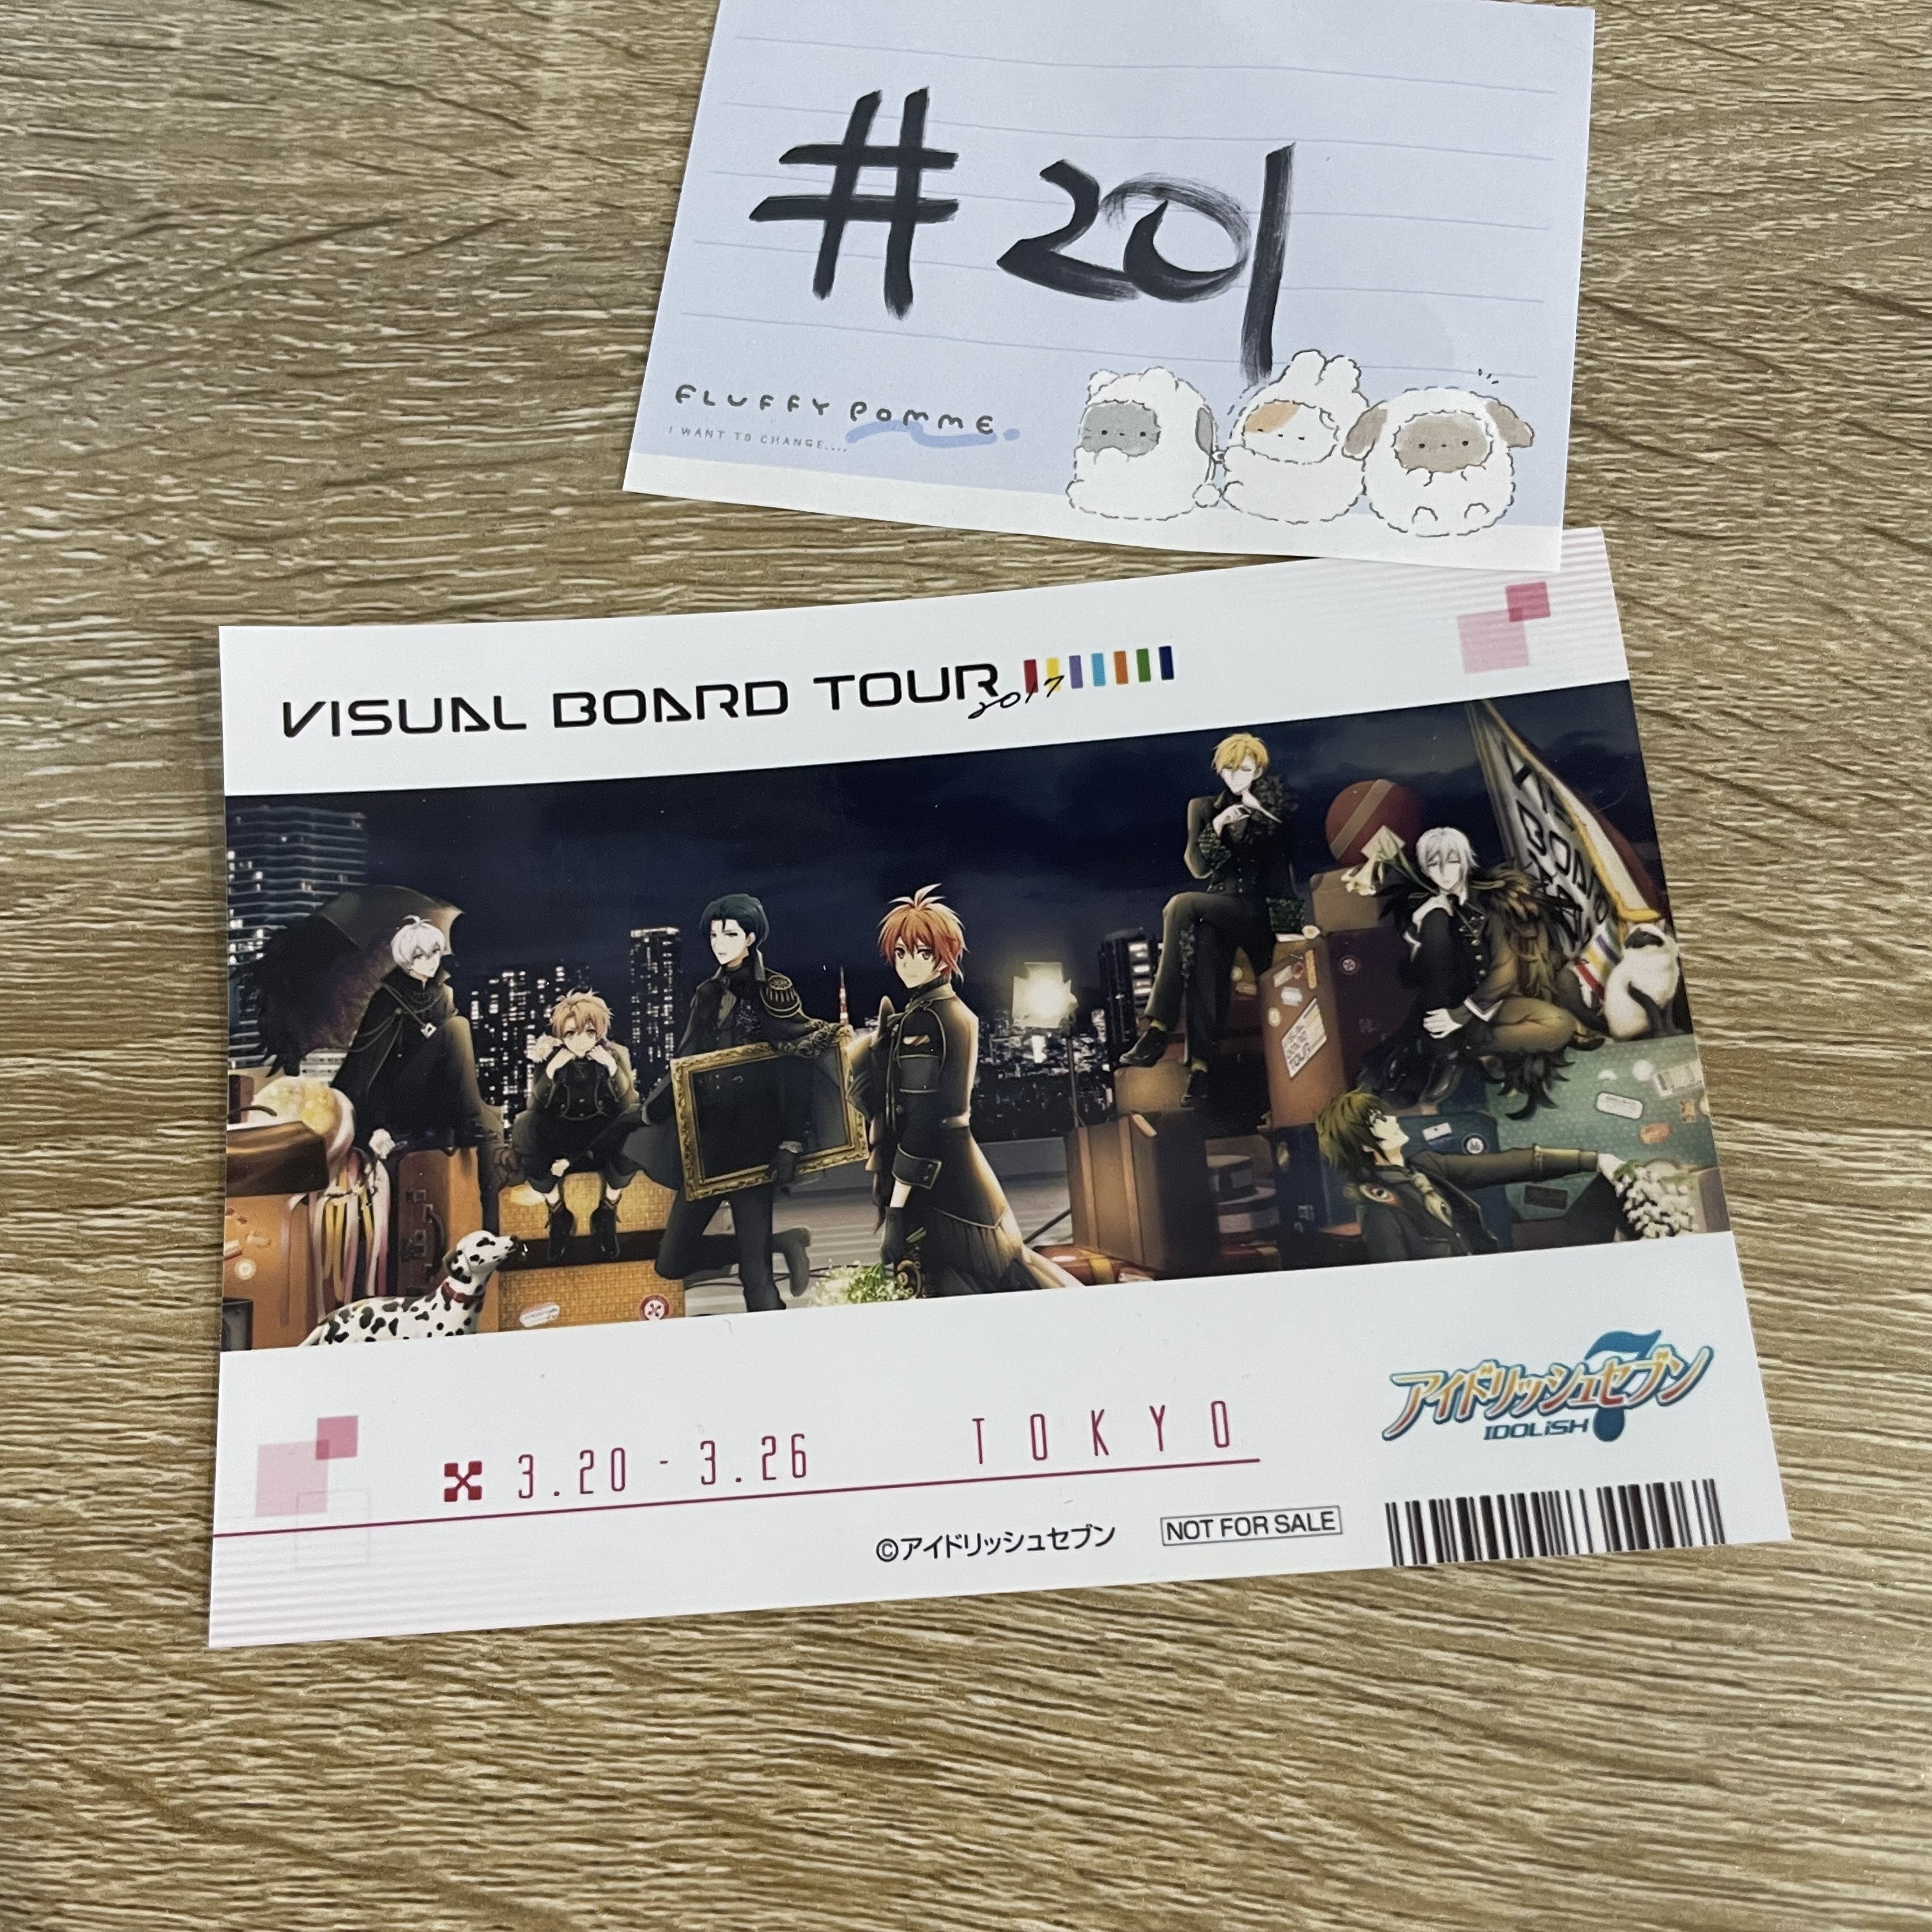 #201
FLUFFY POMME
I WANT TO CHANGE....
VISUAL BOARD TOUR
2017
3.20 - 3.26 TOKYO
アイドリッシュセブン
7
IDOLiSH
©アイドリッシュセブン
NOT FOR SALE